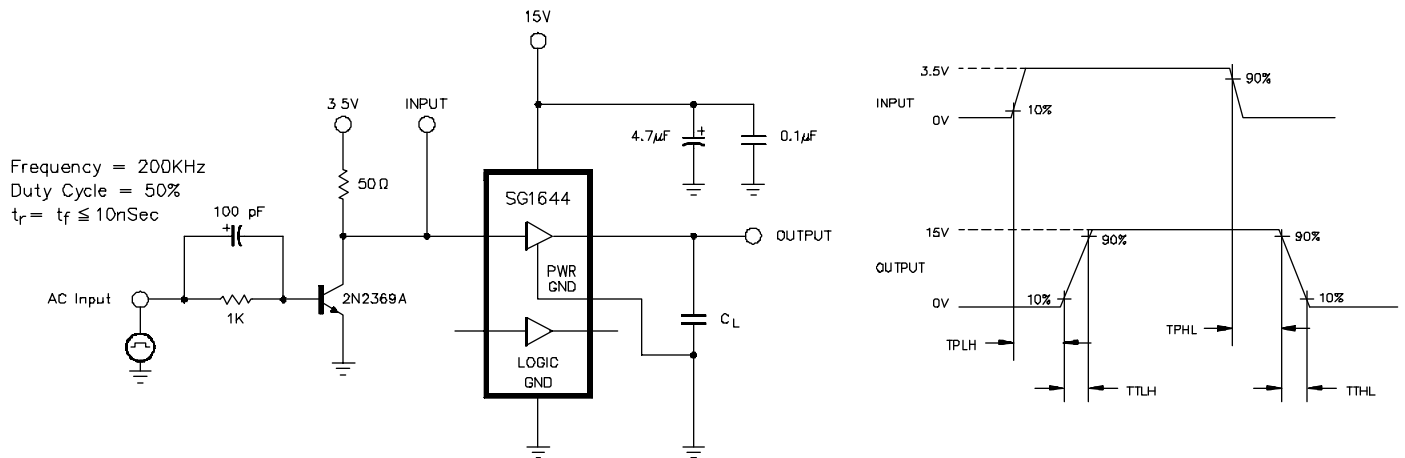 15V
3.5V
INPUT
4.7µF
+
0.1µF
Frequency = 200KHz
Duty Cycle = 50%
tr = tf ≦ 10nSec
50Ω
SG1644
100 pF
+
OUTPUT
PWR
GND
AC Input
1K
2N2369A
CL
LOGIC
GND
3.5V
90%
INPUT
10%
0V
15V
90%
90%
OUTPUT
10%
10%
0V
TPHL
TPLH
TTLH
TTHL